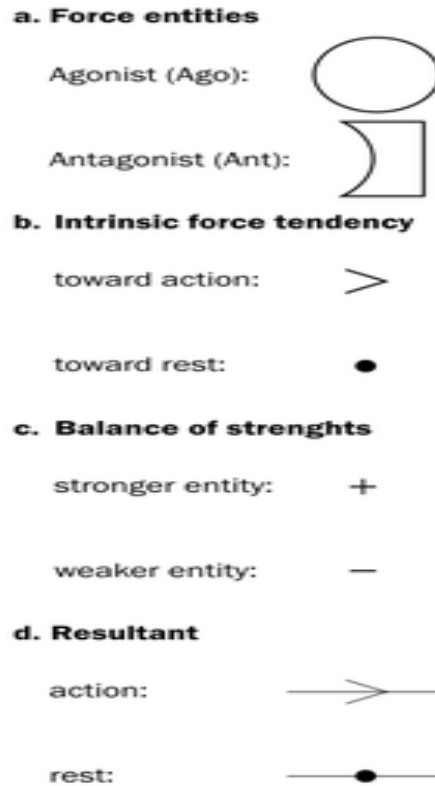 a. Force entities
Agonist (Ago):
Antagonist (Ant):
b. Intrinsic force tendency
toward action:
toward rest:
c. Balance of strenghts
stronger entity: +
weaker entity: −
d. Resultant
action:
rest: